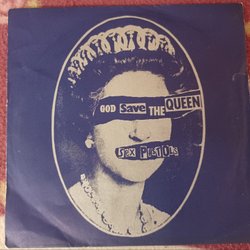 GOD Save THE QUEEN
SEX PISTOLS